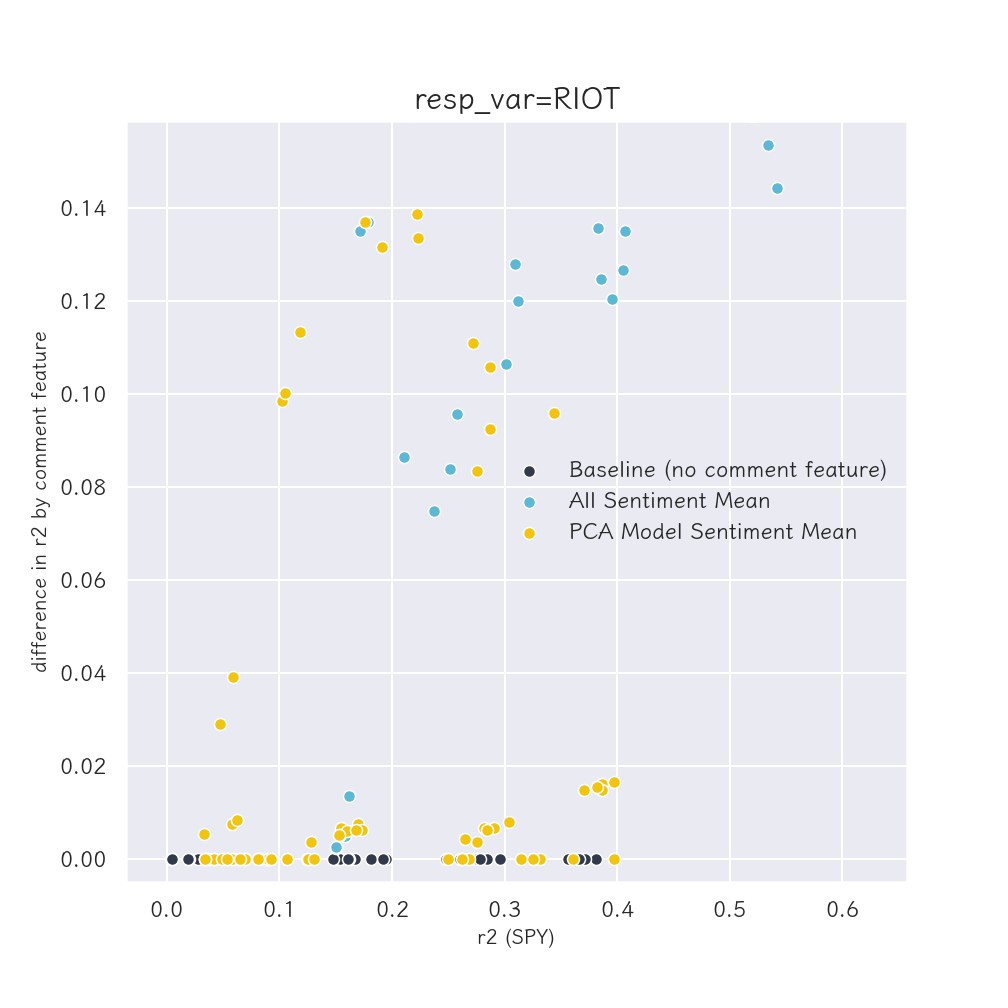 resp_var=RIOT
0.14
0.12
0.10
0.08
0.06
0.04
0.02
0.00
difference in r2 by comment feature
Baseline (no comment feature)
All Sentiment Mean
PCA Model Sentiment Mean
0.0 0.1 0.2 0.3 0.4 0.5 0.6
r2 (SPY)